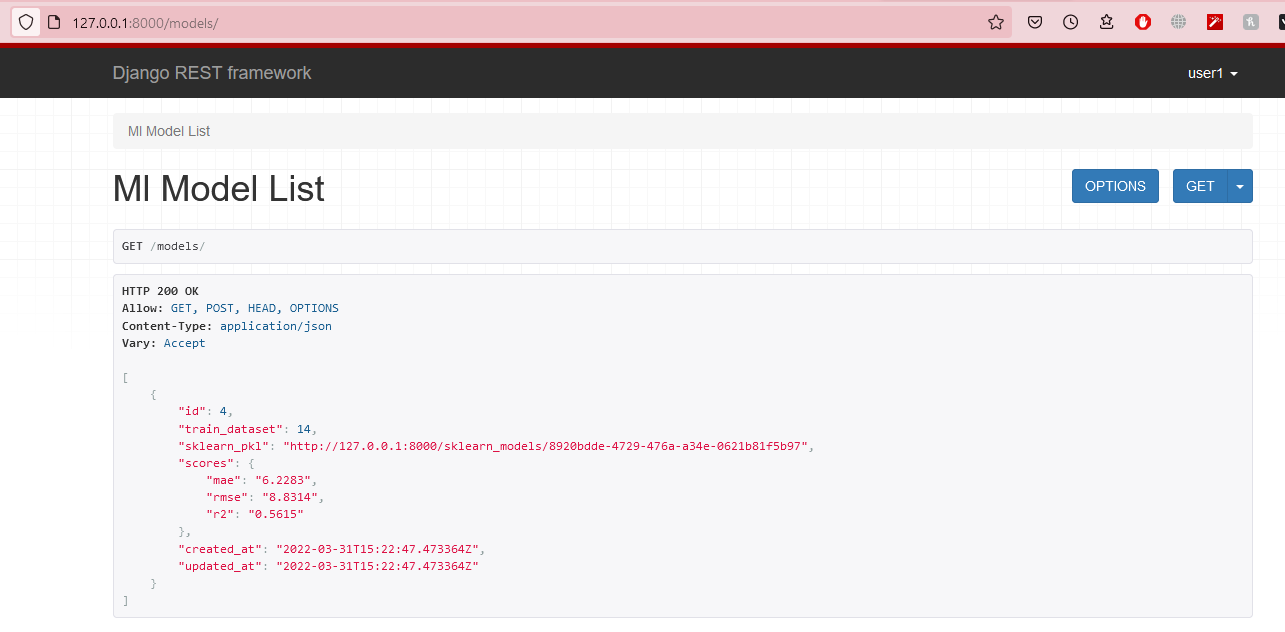 127.0.0.1:8000/models/
Django REST framework
user1
Ml Model List
Ml Model List
OPTIONS
GET
GET /models/
HTTP 200 OK
Allow: GET, POST, HEAD, OPTIONS
Content-Type: application/json
Vary: Accept
[
{
"id": 4,
"train_dataset": 14,
"sklearn_pkl": "http://127.0.0.1:8000/sklearn_models/8920bdde-4729-476a-a34e-0621b81f5b97",
"scores": {
"mae": "6.2283",
"rmse": "8.8314",
"r2": "0.5615"
},
"created_at": "2022-03-31T15:22:47.473364Z",
"updated_at": "2022-03-31T15:22:47.473364Z"
}
]